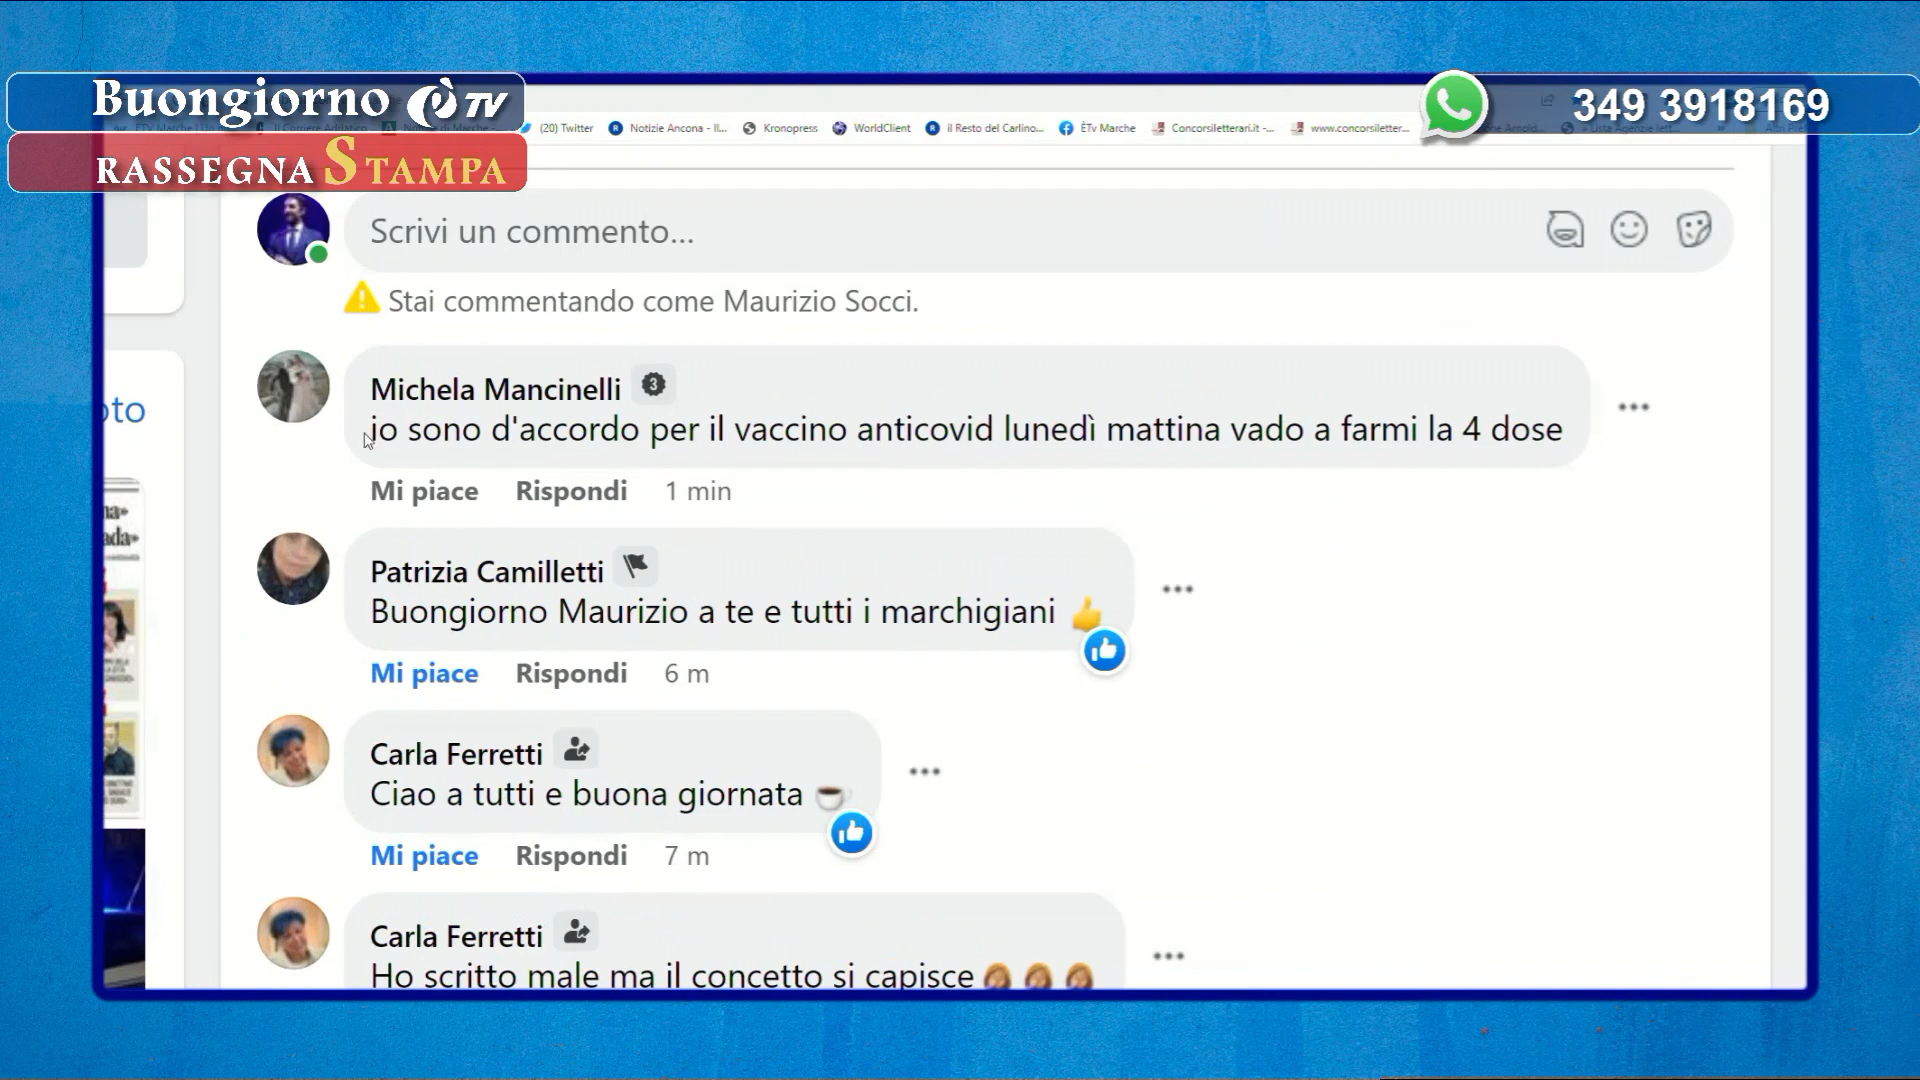 Buongiorno è TV
RASSEGNA STAMPA
349 3918169
(20) Twitter
Notizie Ancona - Il...
Kronopress
WorldClient
il Resto del Carlino...
ÈTv Marche
Concorsiletterari.it -...
www.concorsiletter...
Scrivi un commento...
Stai commentando come Maurizio Socci.
oto
Michela Mancinelli 3
io sono d'accordo per il vaccino anticovid lunedì mattina vado a farmi la 4 dose
Mi piace Rispondi 1 min
Patrizia Camilletti
Buongiorno Maurizio a te e tutti i marchigiani 👍
Mi piace Rispondi 6 m
Carla Ferretti
Ciao a tutti e buona giornata ☕
Mi piace Rispondi 7 m
Carla Ferretti
Ho scritto male ma il concetto si capisce